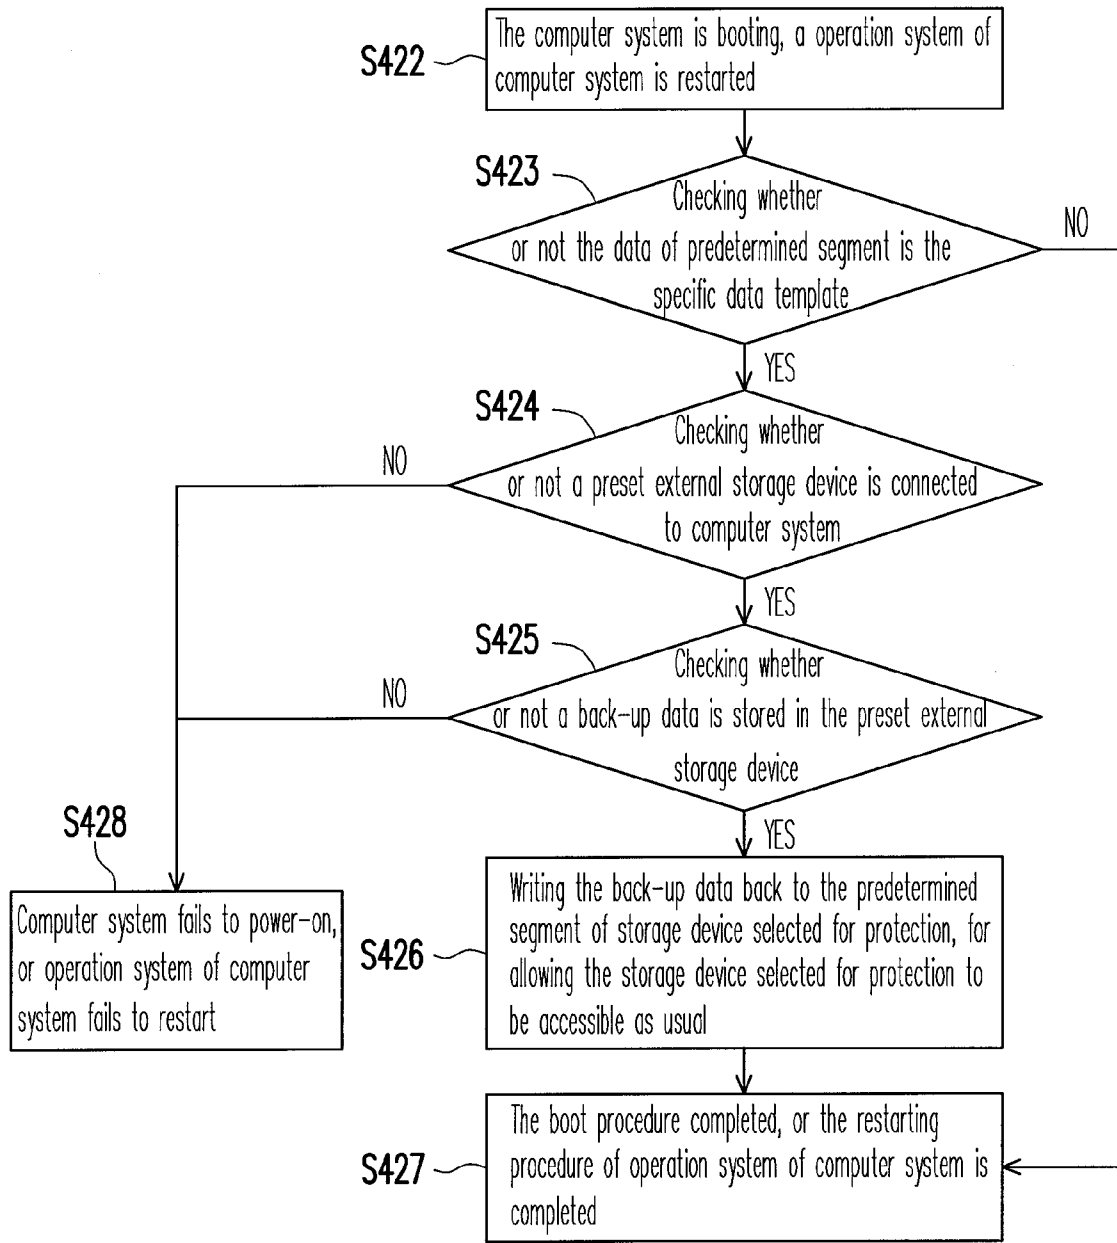 S422
The computer system is booting, a operation system of
computer system is restarted
S423
Checking whether
or not the data of predetermined segment is the
specific data template
NO
YES
S424
Checking whether
or not a preset external storage device is connected
to computer system
NO
YES
S425
Checking whether
or not a back-up data is stored in the preset external
storage device
NO
YES
S428
Computer system fails to power-on,
or operation system of computer
system fails to restart
S426
Writing the back-up data back to the predetermined
segment of storage device selected for protection, for
allowing the storage device selected for protection to
be accessible as usual
S427
The boot procedure completed, or the restarting
procedure of operation system of computer system is
completed